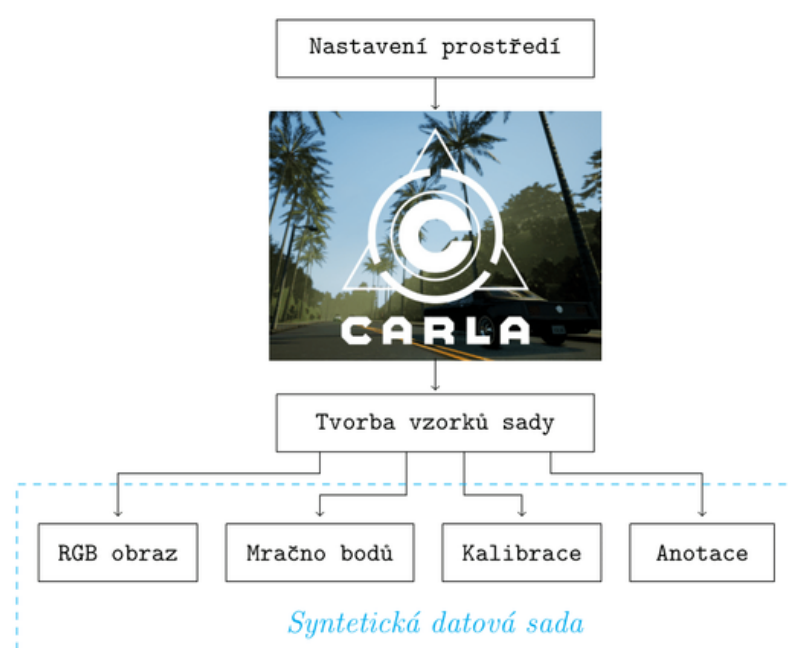 Nastavení prostředí
CARLA
Tvorba vzorků sady
RGB obraz
Mračno bodů
Kalibrace
Anotace
Syntetická datová sada